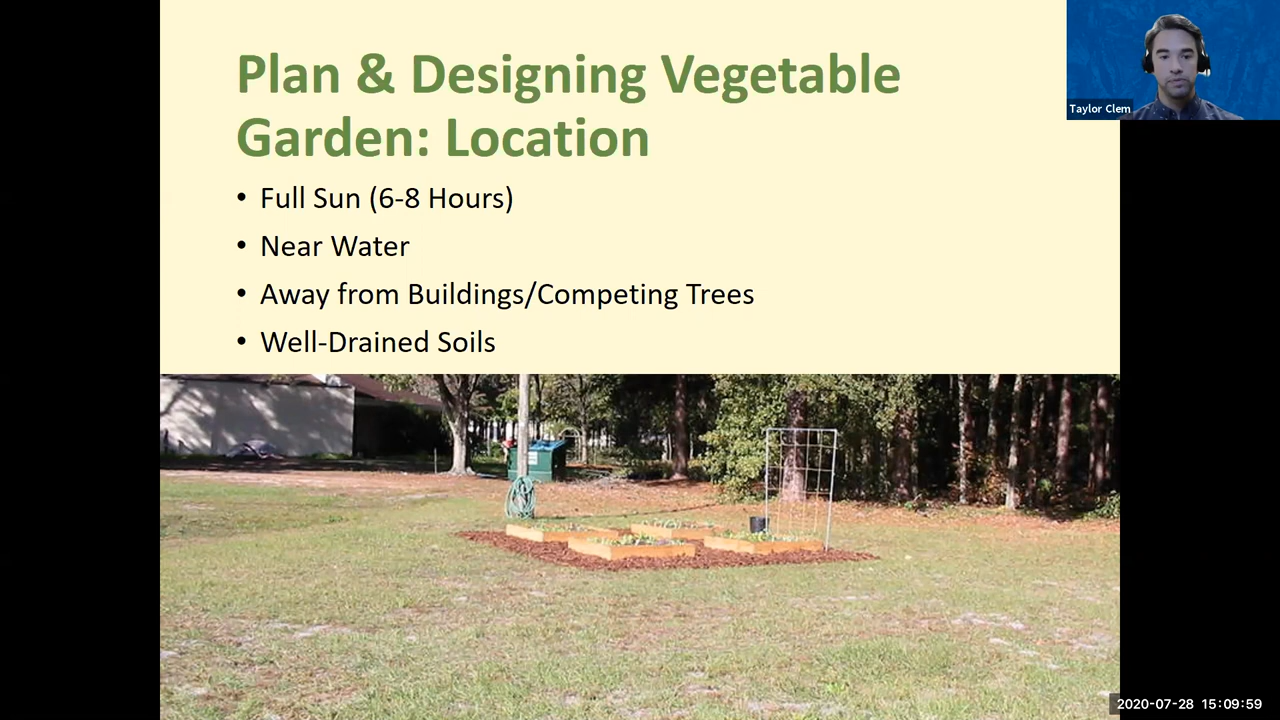 Plan & Designing Vegetable
Garden: Location
• Full Sun (6-8 Hours)
• Near Water
• Away from Buildings/Competing Trees
• Well-Drained Soils
Taylor Clem
2020-07-28 15:09:59